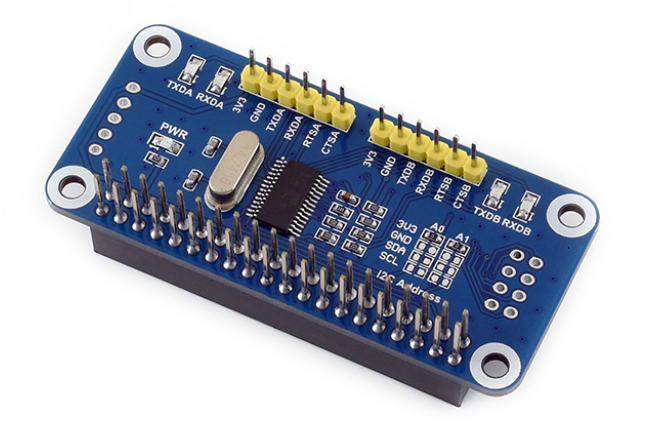 TXDA RXDA
3V3
GND
TXDA
RXDA
RTSA
CTSA
3V3
GND
TXDB
RXDB
RTSB
CTSB
TXDB RXDB
PWR
3V3
GND
SDA
SCL
A0 A1
I2C Address